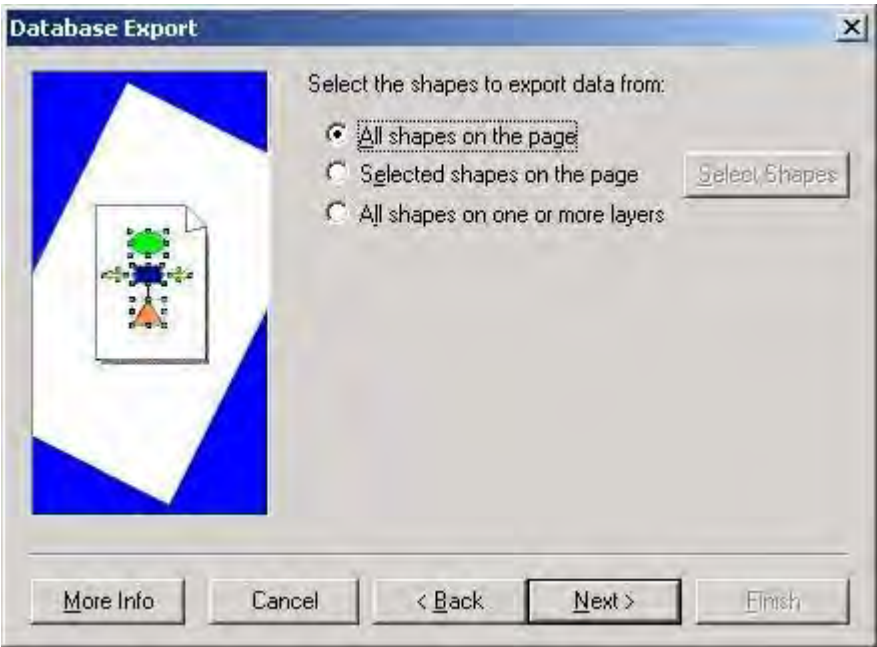 Database Export
Select the shapes to export data from:
All shapes on the page
Selected shapes on the page
Select Shapes
All shapes on one or more layers
More Info
Cancel
< Back
Next >
Finish